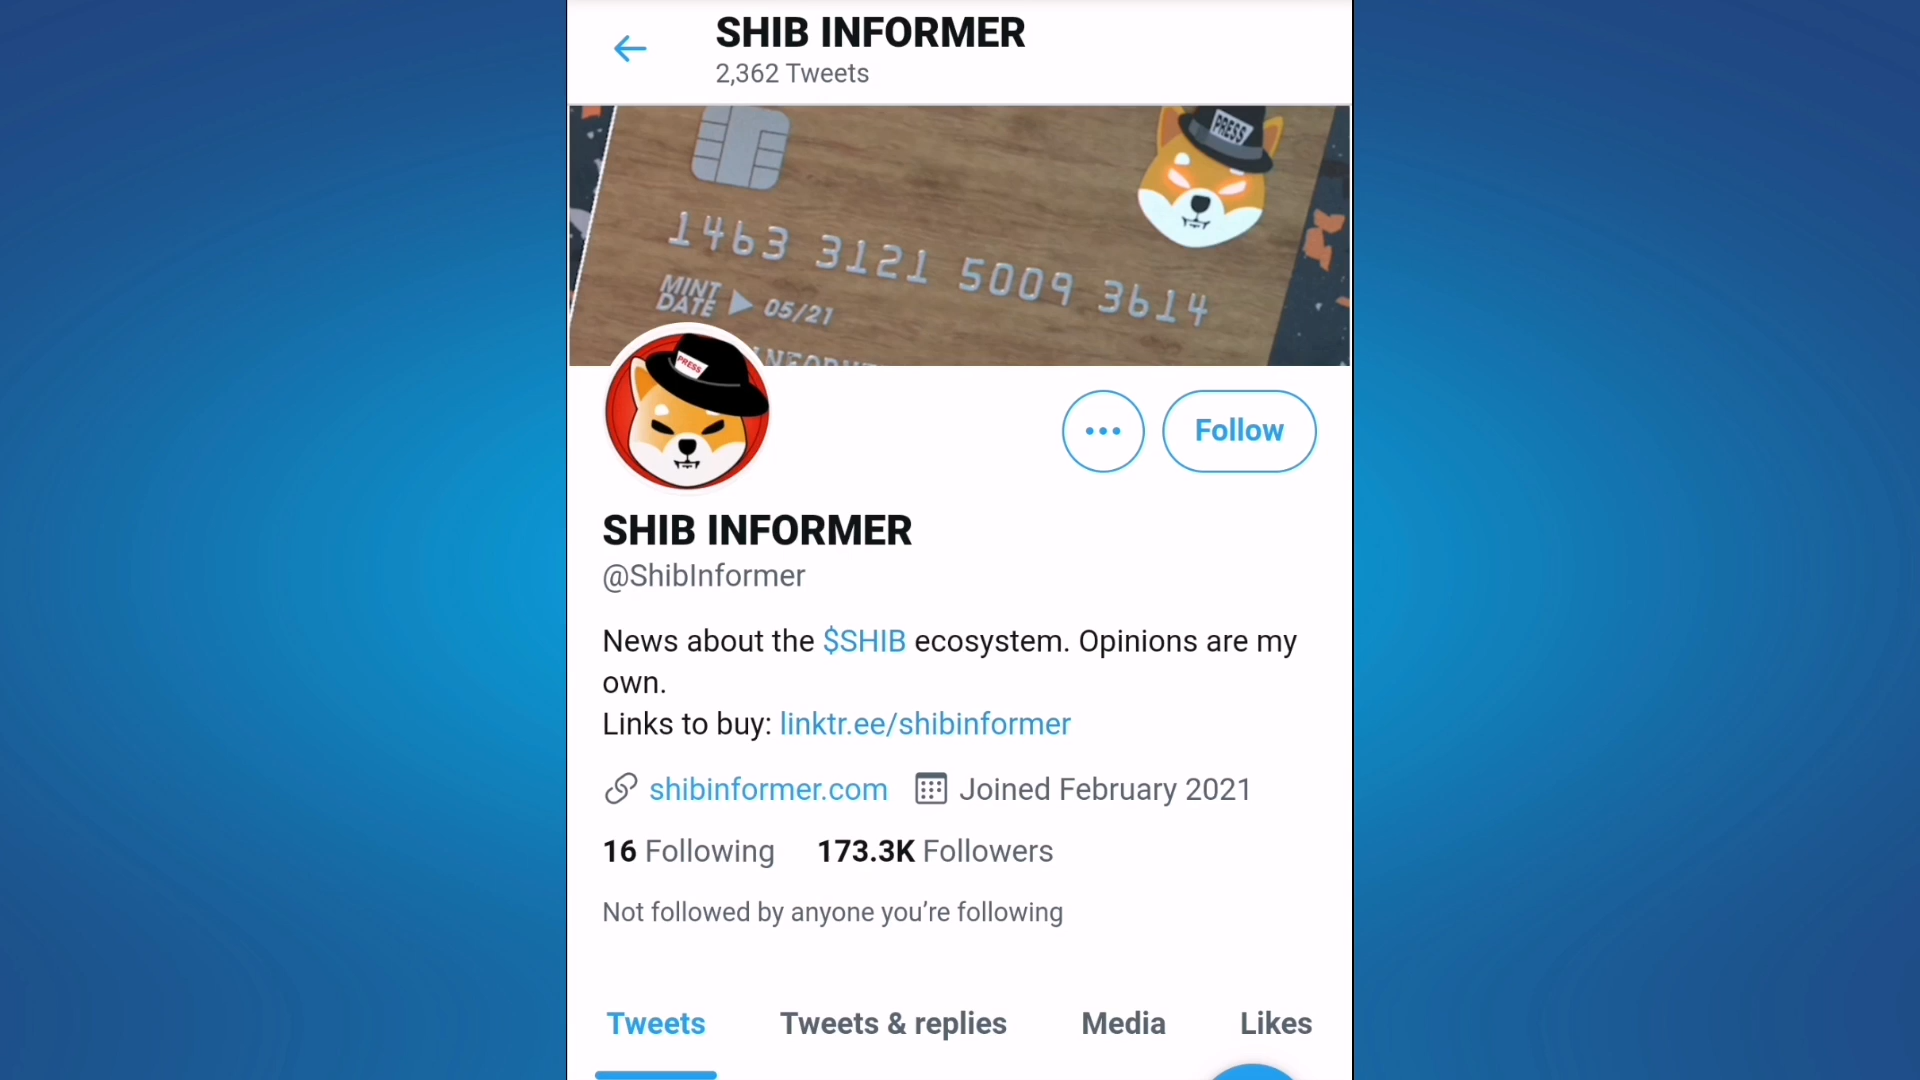 SHIB INFORMER
2,362 Tweets
PRESS
1463 3121 5009 3614
MINT
DATE 05/21
PRESS
Follow
SHIB INFORMER
@ShibInformer
News about the $SHIB ecosystem. Opinions are my
own.
Links to buy: linktr.ee/shibinformer
shibinformer.com Joined February 2021
16 Following 173.3K Followers
Not followed by anyone you’re following
Tweets Tweets & replies Media Likes